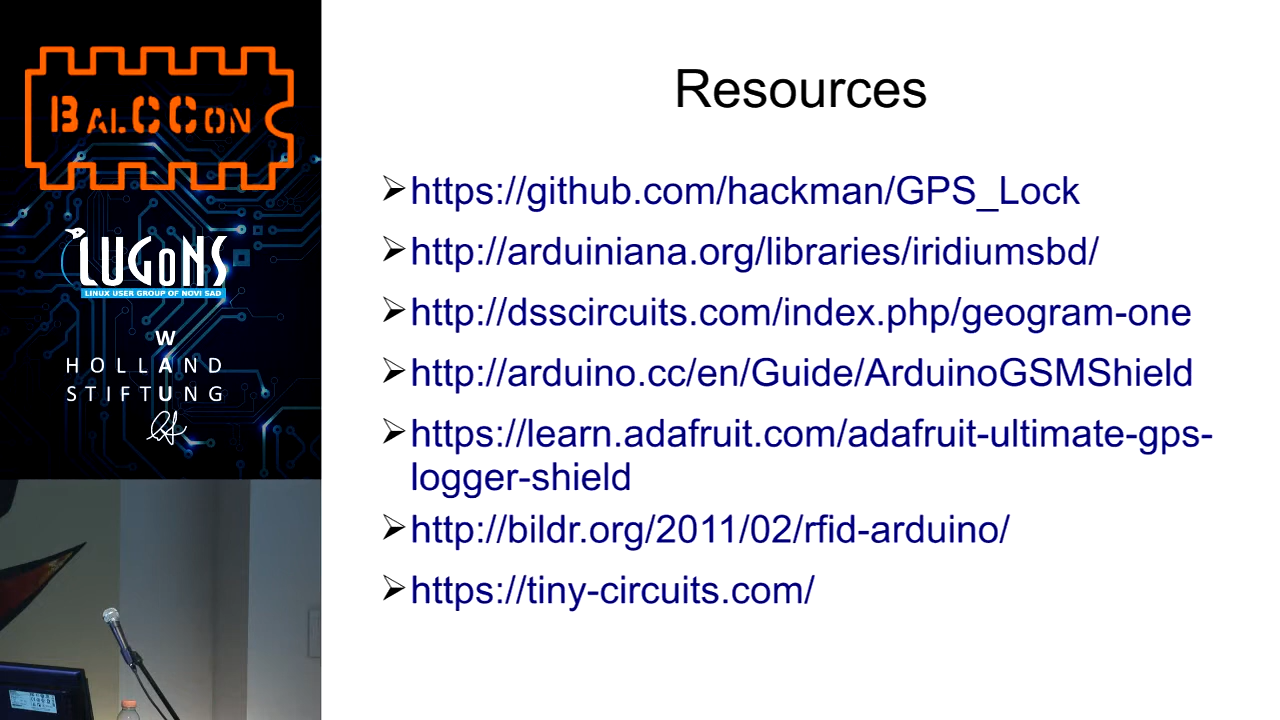 BALCCON
LUGONS
LINUX USER GROUP OF NOVI SAD
W
HOLLAND
STIFTUNG
Resources
➢https://github.com/hackman/GPS_Lock
➢http://arduiniana.org/libraries/iridiumsbd/
➢http://dsscircuits.com/index.php/geogram-one
➢http://arduino.cc/en/Guide/ArduinoGSMShield
➢https://learn.adafruit.com/adafruit-ultimate-gps-
logger-shield
➢http://bildr.org/2011/02/rfid-arduino/
➢https://tiny-circuits.com/